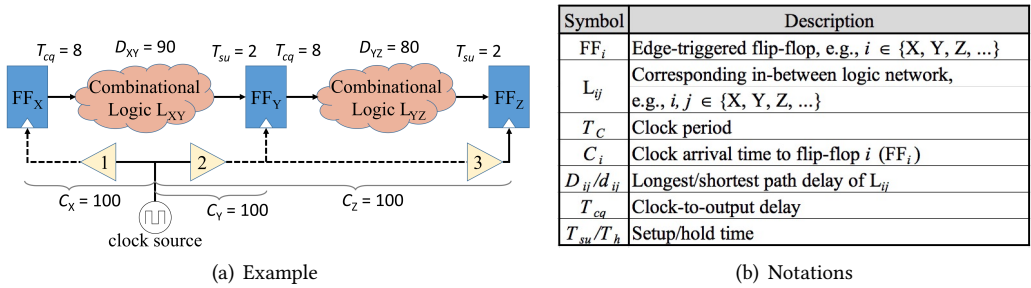 T_cq = 8 D_XY = 90 T_su = 2 T_cq = 8 D_YZ = 80 T_su = 2
FF_X Combinational Logic L_XY FF_Y Combinational Logic L_YZ FF_Z
1 2 3
C_X = 100 C_Y = 100 C_Z = 100
clock source
(a) Example
Symbol Description
FF_i Edge-triggered flip-flop, e.g., i ∈ {X, Y, Z, ...}
L_ij Corresponding in-between logic network,
e.g., i, j ∈ {X, Y, Z, ...}
T_C Clock period
C_i Clock arrival time to flip-flop i (FF_i)
D_ij/d_ij Longest/shortest path delay of L_ij
T_cq Clock-to-output delay
T_su/T_h Setup/hold time
(b) Notations